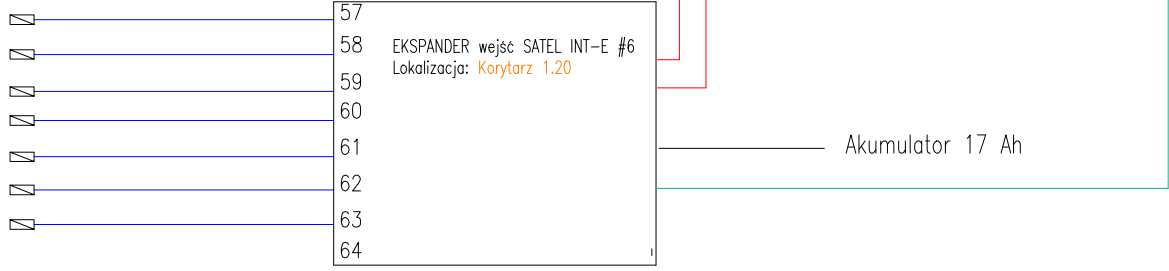 57
58
EKSPANDER wejść SATEL INT-E #6
Lokalizacja: Korytarz 1.20
59
60
61
Akumulator 17 Ah
62
63
64